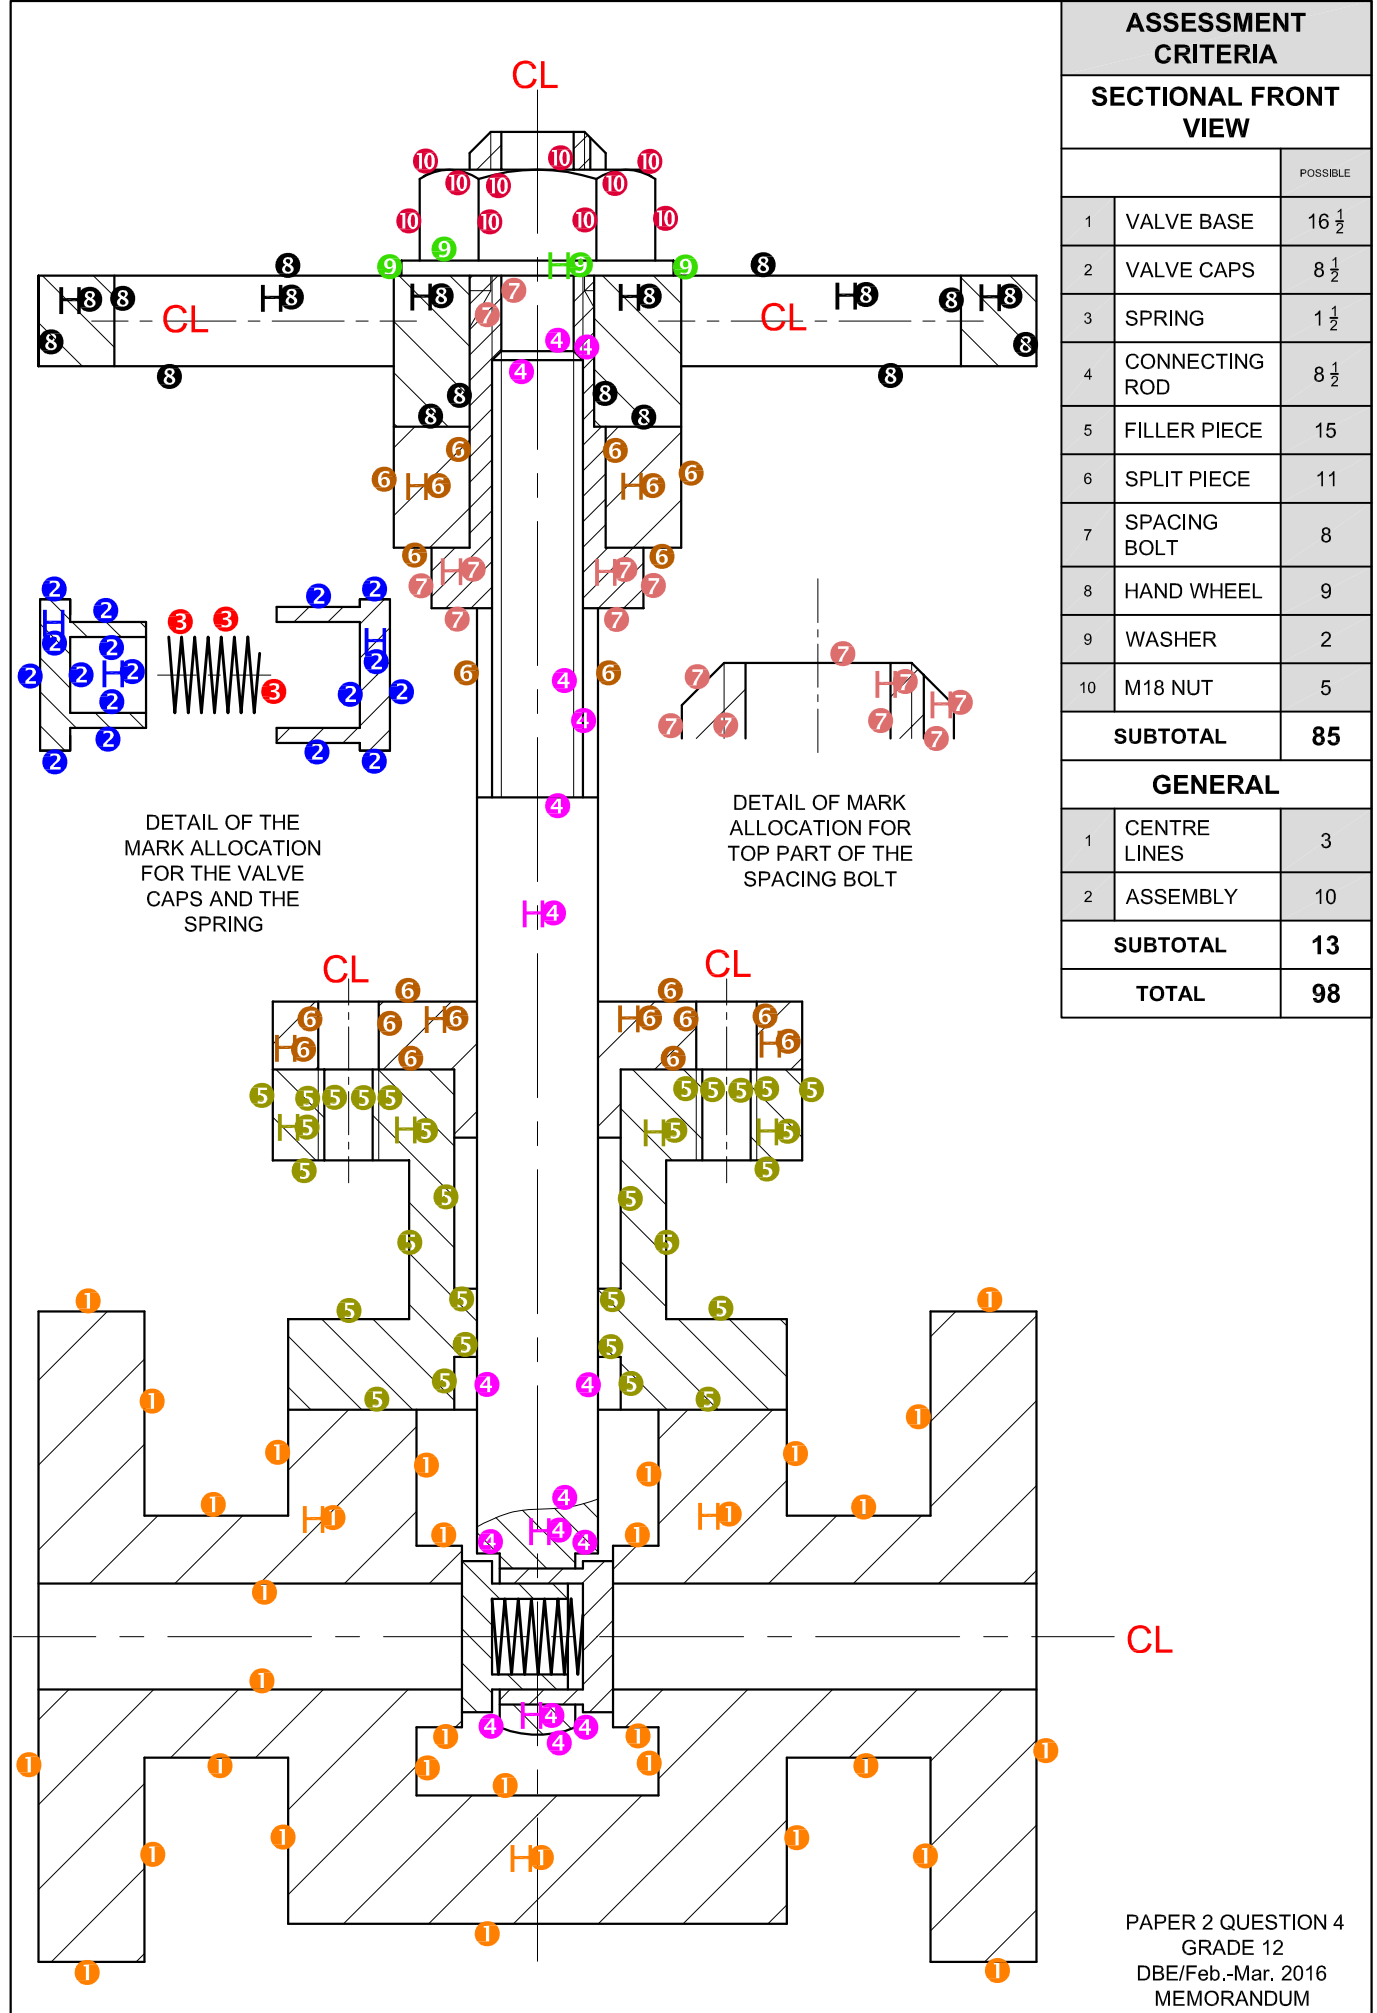 ASSESSMENT
CRITERIA
SECTIONAL FRONT
VIEW
POSSIBLE
1 VALVE BASE 16 1/2
2 VALVE CAPS 8 1/2
3 SPRING 1 1/2
4 CONNECTING
ROD 8 1/2
5 FILLER PIECE 15
6 SPLIT PIECE 11
7 SPACING
BOLT 8
8 HAND WHEEL 9
9 WASHER 2
10 M18 NUT 5
SUBTOTAL 85
GENERAL
1 CENTRE
LINES 3
2 ASSEMBLY 10
SUBTOTAL 13
TOTAL 98
CL
CL
CL
DETAIL OF THE
MARK ALLOCATION
FOR THE VALVE
CAPS AND THE
SPRING
DETAIL OF MARK
ALLOCATION FOR
TOP PART OF THE
SPACING BOLT
CL
CL
CL
PAPER 2 QUESTION 4
GRADE 12
DBE/Feb.-Mar. 2016
MEMORANDUM